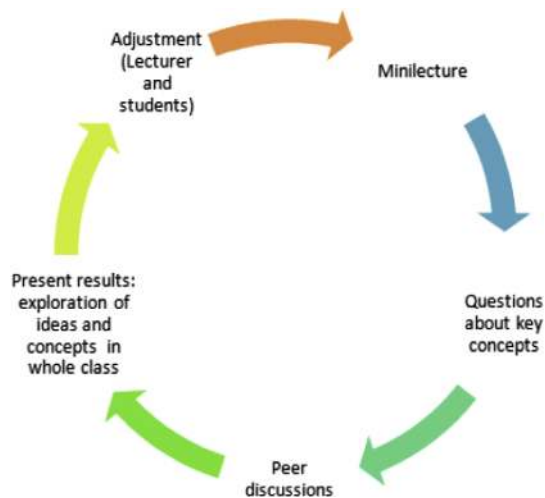 Adjustment
(Lecturer
and
students)
Minilecture
Questions
about key
concepts
Peer
discussions
Present results:
exploration of
ideas and
concepts in
whole class